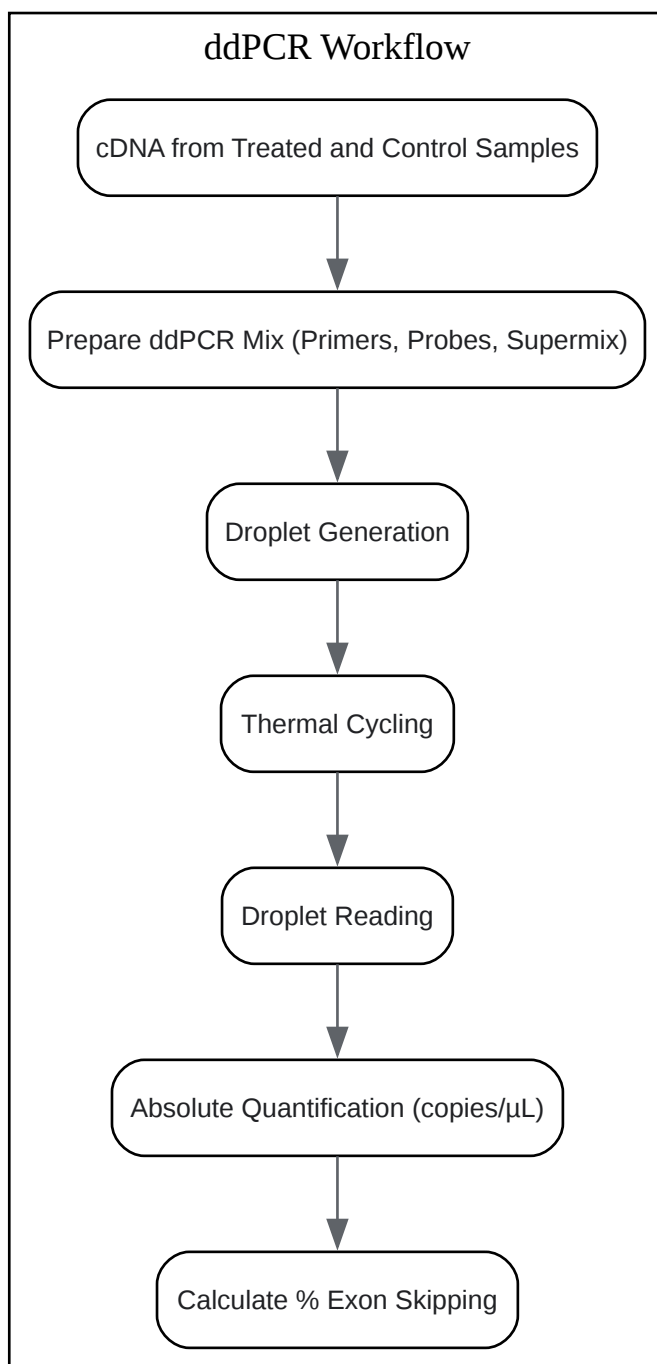 ddPCR Workflow
cDNA from Treated and Control Samples
Prepare ddPCR Mix (Primers, Probes, Supermix)
Droplet Generation
Thermal Cycling
Droplet Reading
Absolute Quantification (copies/µL)
Calculate % Exon Skipping